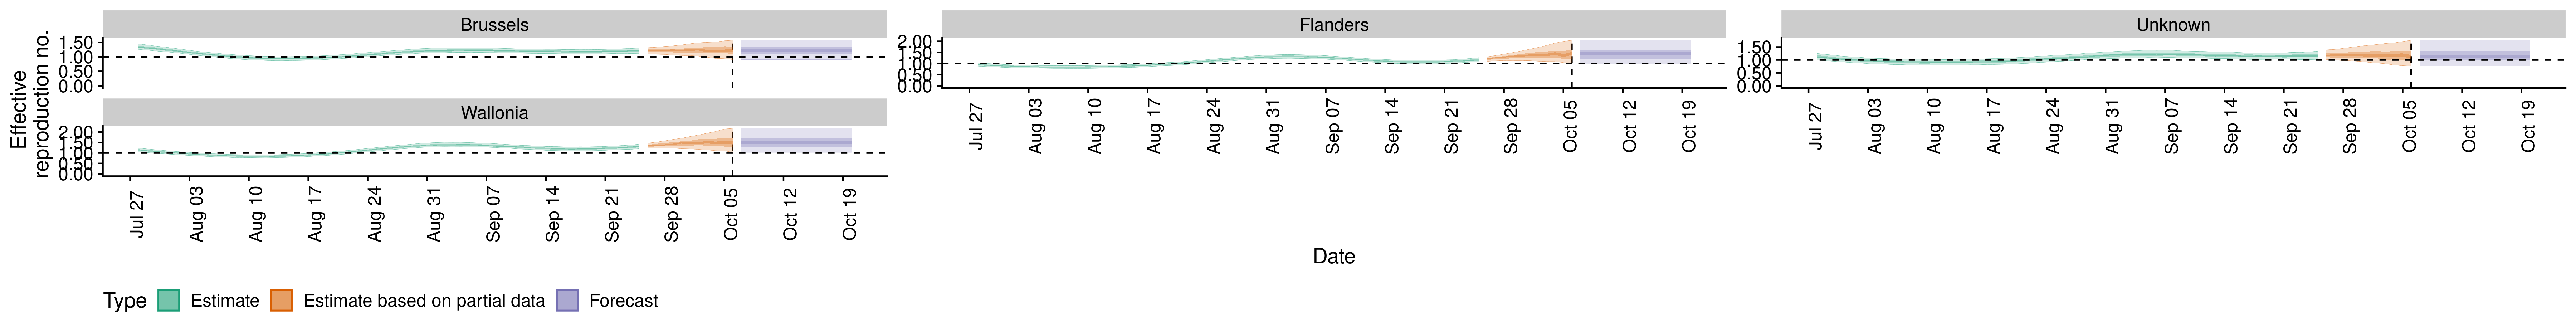 Effective
reproduction no.
Brussels
1.50
1.00
0.50
0.00
Flanders
2.00
1.50
1.00
0.50
0.00
Jul 27
Aug 03
Aug 10
Aug 17
Aug 24
Aug 31
Sep 07
Sep 14
Sep 21
Sep 28
Oct 05
Oct 12
Oct 19
Unknown
1.50
1.00
0.50
0.00
Jul 27
Aug 03
Aug 10
Aug 17
Aug 24
Aug 31
Sep 07
Sep 14
Sep 21
Sep 28
Oct 05
Oct 12
Oct 19
Wallonia
2.00
1.50
1.00
0.50
0.00
Jul 27
Aug 03
Aug 10
Aug 17
Aug 24
Aug 31
Sep 07
Sep 14
Sep 21
Sep 28
Oct 05
Oct 12
Oct 19
Date
Type Estimate Estimate based on partial data Forecast